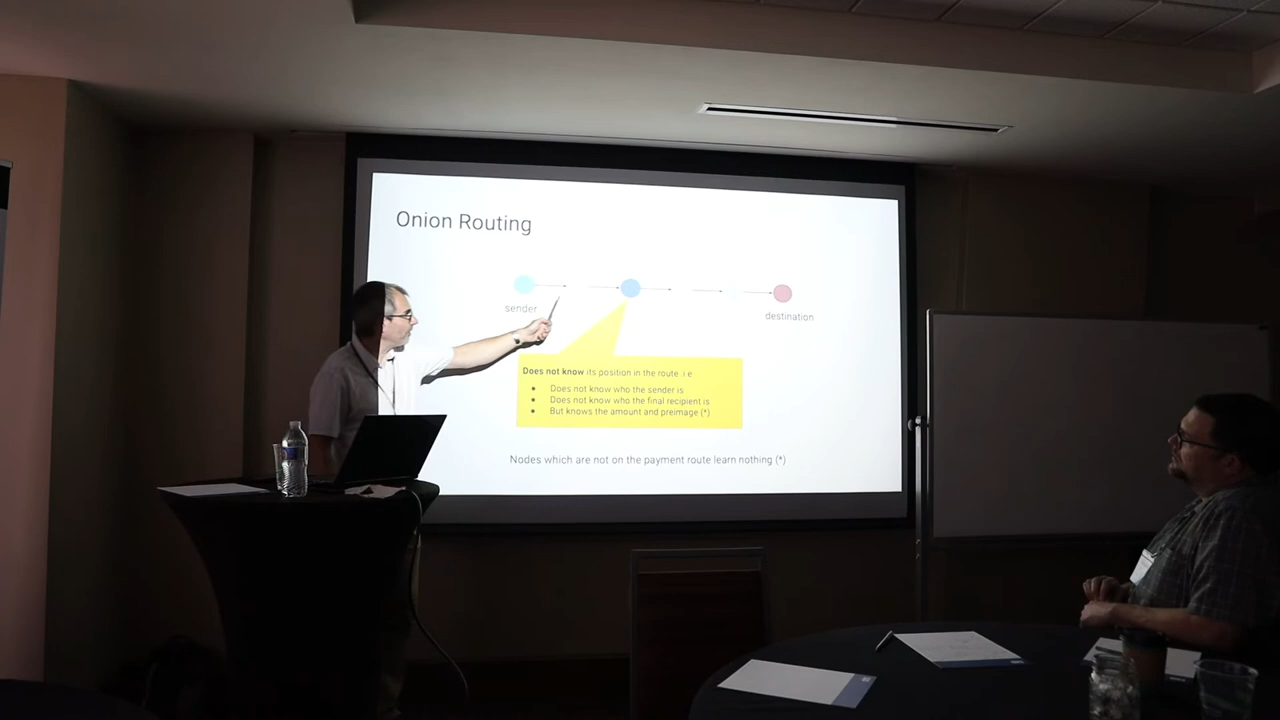 Onion Routing
sender
destination
Does not know its position in the route i.e
● Does not know who the sender is
● Does not know who the final recipient is
● But knows the amount and preimage (*)
Nodes which are not on the payment route learn nothing (*)